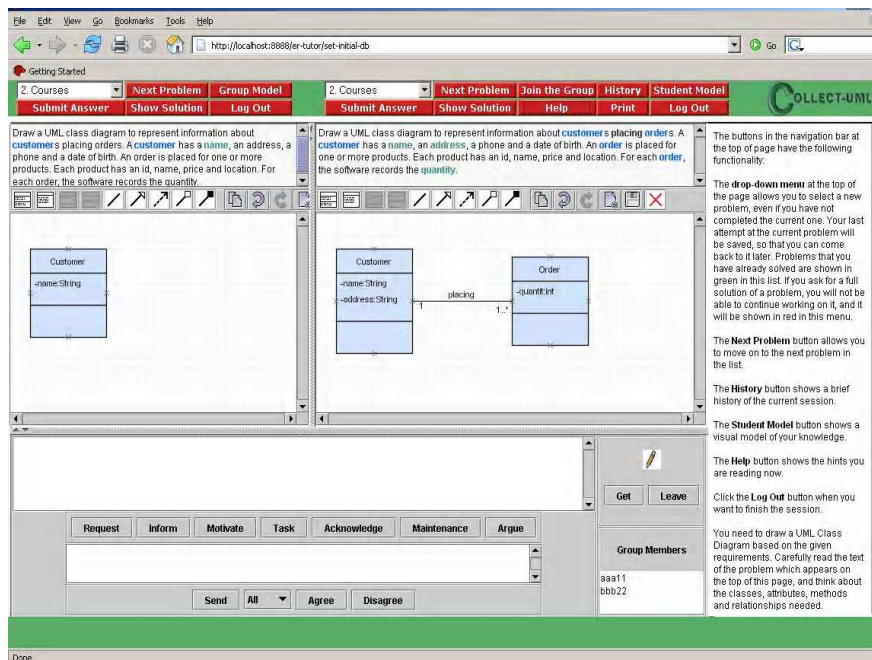 File Edit View Go Bookmarks Tools Help
http://localhost:8888/er-tutor/set-initial-db
Go
G
Getting Started
2. Courses Next Problem Group Model
Submit Answer Show Solution Log Out
2. Courses Next Problem Join the Group History Student Model
Submit Answer Show Solution Help Print Log Out
COLLECT-UML
Draw a UML class diagram to represent information about
customers placing orders. A customer has a name, an address, a
phone and a date of birth. An order is placed for one or more
products. Each product has an id, name, price and location. For
each order, the software records the quantity.
Draw a UML class diagram to represent information about customers placing orders. A
customer has a name, an address, a phone and a date of birth. An order is placed for
one or more products. Each product has an id, name, price and location. For each order,
the software records the quantity.
Customer
-name:String
Customer
-name:String
-address:String
placing
1
1..*
Order
-quantit:int
The buttons in the navigation bar at
the top of page have the following
functionality:
The drop-down menu at the top of
the page allows you to select a new
problem, even if you have not
completed the current one. Your last
attempt at the current problem will
be saved, so that you can come
back to it later. Problems that you
have already solved are shown in
green in this list. If you ask for a full
solution of a problem, you will not be
able to continue working on it, and it
will be shown in red in this menu.
The Next Problem button allows you
to move on to the next problem in
the list.
The History button shows a brief
history of the current session.
The Student Model button shows a
visual model of your knowledge.
The Help button shows the hints you
are reading now.
Click the Log Out button when you
want to finish the session.
You need to draw a UML Class
Diagram based on the given
requirements. Carefully read the text
of the problem which appears on
the top of this page, and think about
the classes, attributes, methods
and relationships needed.
Get Leave
Request Inform Motivate Task Acknowledge Maintenance Argue
Group Members
aaa11
bbb22
Send All Agree Disagree
Done